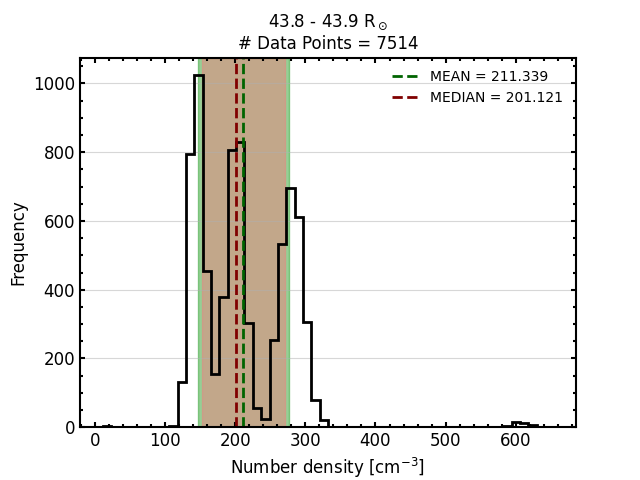 43.8 - 43.9 R⊙
# Data Points = 7514
MEAN = 211.339
MEDIAN = 201.121
1000
800
600
400
200
0
Frequency
0 100 200 300 400 500 600
Number density [cm⁻³]